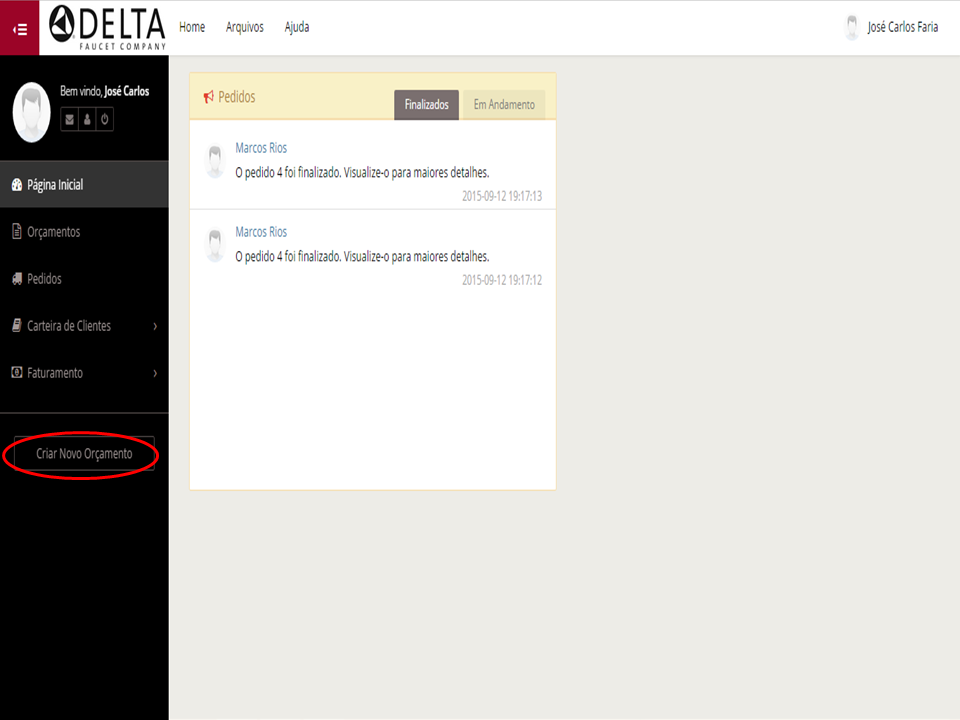 DELTA
FAUCET COMPANY
Home Arquivos Ajuda
José Carlos Faria
Bem vindo, José Carlos
Página Inicial
Orçamentos
Pedidos
Carteira de Clientes
Faturamento
Criar Novo Orçamento
Pedidos
Finalizados Em Andamento
Marcos Rios
O pedido 4 foi finalizado. Visualize-o para maiores detalhes.
2015-09-12 19:17:13
Marcos Rios
O pedido 4 foi finalizado. Visualize-o para maiores detalhes.
2015-09-12 19:17:12